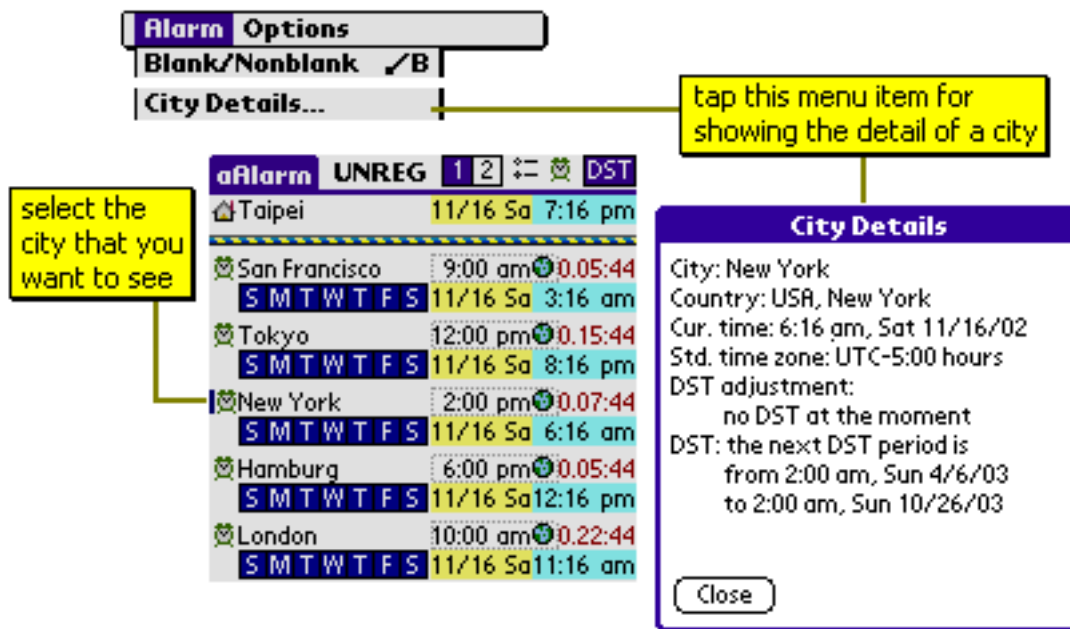 Alarm Options
Blank/Nonblank /B
City Details...
tap this menu item for
showing the detail of a city
aAlarm UNREG 1 2 DST
Taipei 11/16 Sa 7:16 pm
select the
city that you
want to see
San Francisco 9:00 am 0.05:44
S M T W T F S 11/16 Sa 3:16 am
Tokyo 12:00 pm 0.15:44
S M T W T F S 11/16 Sa 8:16 pm
New York 2:00 pm 0.07:44
S M T W T F S 11/16 Sa 6:16 am
Hamburg 6:00 pm 0.05:44
S M T W T F S 11/16 Sa 12:16 pm
London 10:00 am 0.22:44
S M T W T F S 11/16 Sa 11:16 am
City Details
City: New York
Country: USA, New York
Cur. time: 6:16 am, Sat 11/16/02
Std. time zone: UTC-5:00 hours
DST adjustment:
no DST at the moment
DST: the next DST period is
from 2:00 am, Sun 4/6/03
to 2:00 am, Sun 10/26/03
Close